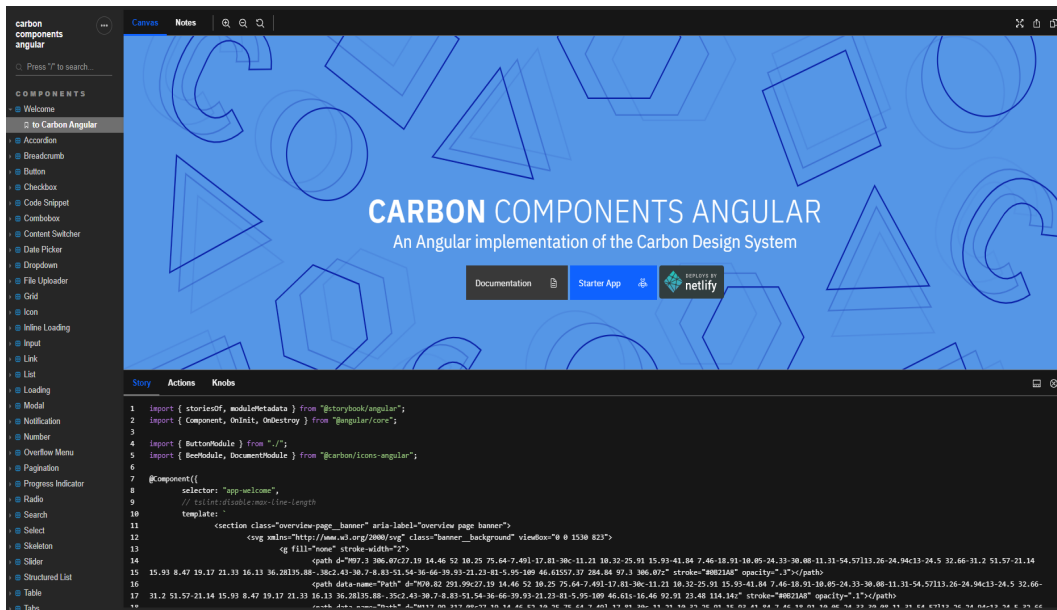 carbon
components
angular
Press "/" to search...
COMPONENTS
Welcome
to Carbon Angular
Accordion
Breadcrumb
Button
Checkbox
Code Snippet
Combobox
Content Switcher
Date Picker
Dropdown
File Uploader
Grid
Icon
Inline Loading
Input
Link
List
Loading
Modal
Notification
Number
Overflow Menu
Pagination
Progress Indicator
Radio
Search
Select
Skeleton
Slider
Structured List
Table
Tabs
Canvas Notes
CARBON COMPONENTS ANGULAR
An Angular implementation of the Carbon Design System
Documentation
Starter App
DEPLOYS BY
netlify
Story Actions Knobs
1 import { storiesOf, moduleMetadata } from "@storybook/angular";
2 import { Component, OnInit, OnDestroy } from "@angular/core";
3
4 import { ButtonModule } from "./";
5 import { BeeModule, DocumentModule } from "@carbon/icons-angular";
6
7 @Component({
8 selector: "app-welcome",
9 // tslint:disable:max-line-length
10 template: `
11 <section class="overview-page__banner" aria-label="overview page banner">
12 <svg xmlns="http://www.w3.org/2000/svg" class="banner__background" viewBox="0 0 1530 823">
13 <g fill="none" stroke-width="2">
14
15
16
17
18